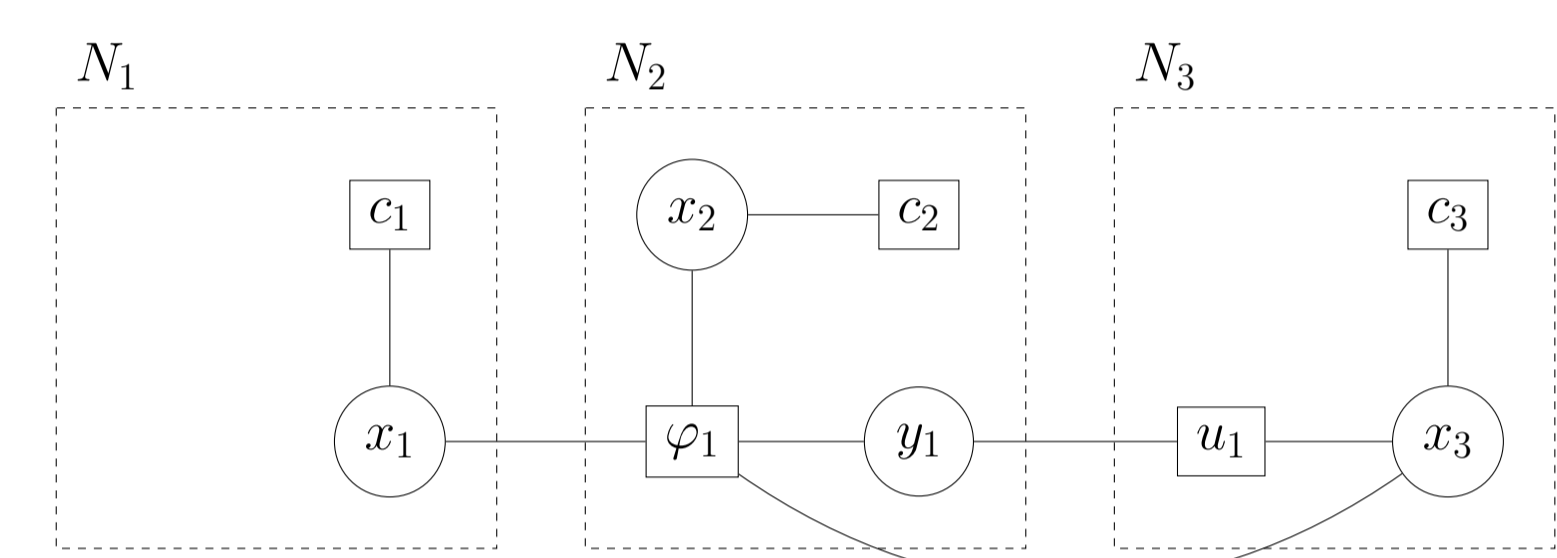 N₁ N₂ N₃
c₁ x₂ c₂ c₃
x₁ φ₁ y₁ u₁ x₃